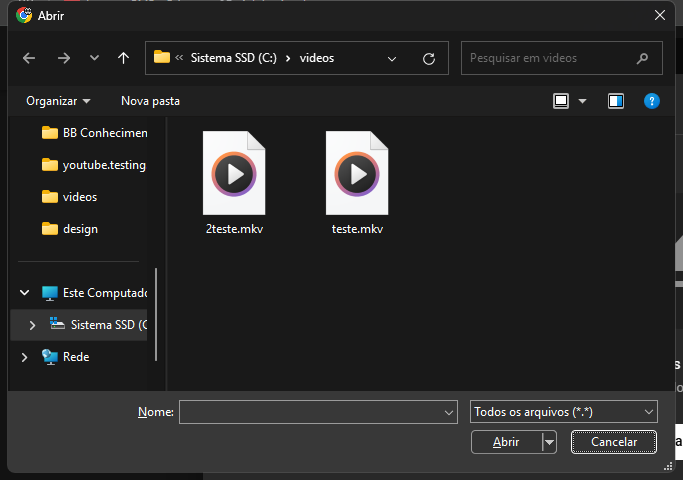 Abrir
Sistema SSD (C:) videos
Pesquisar em videos
Organizar
Nova pasta
BB Conhecimen
youtube.testing
videos
design
Este Computado
Sistema SSD (C
Rede
2teste.mkv
teste.mkv
Nome:
Todos os arquivos (*.*)
Abrir
Cancelar